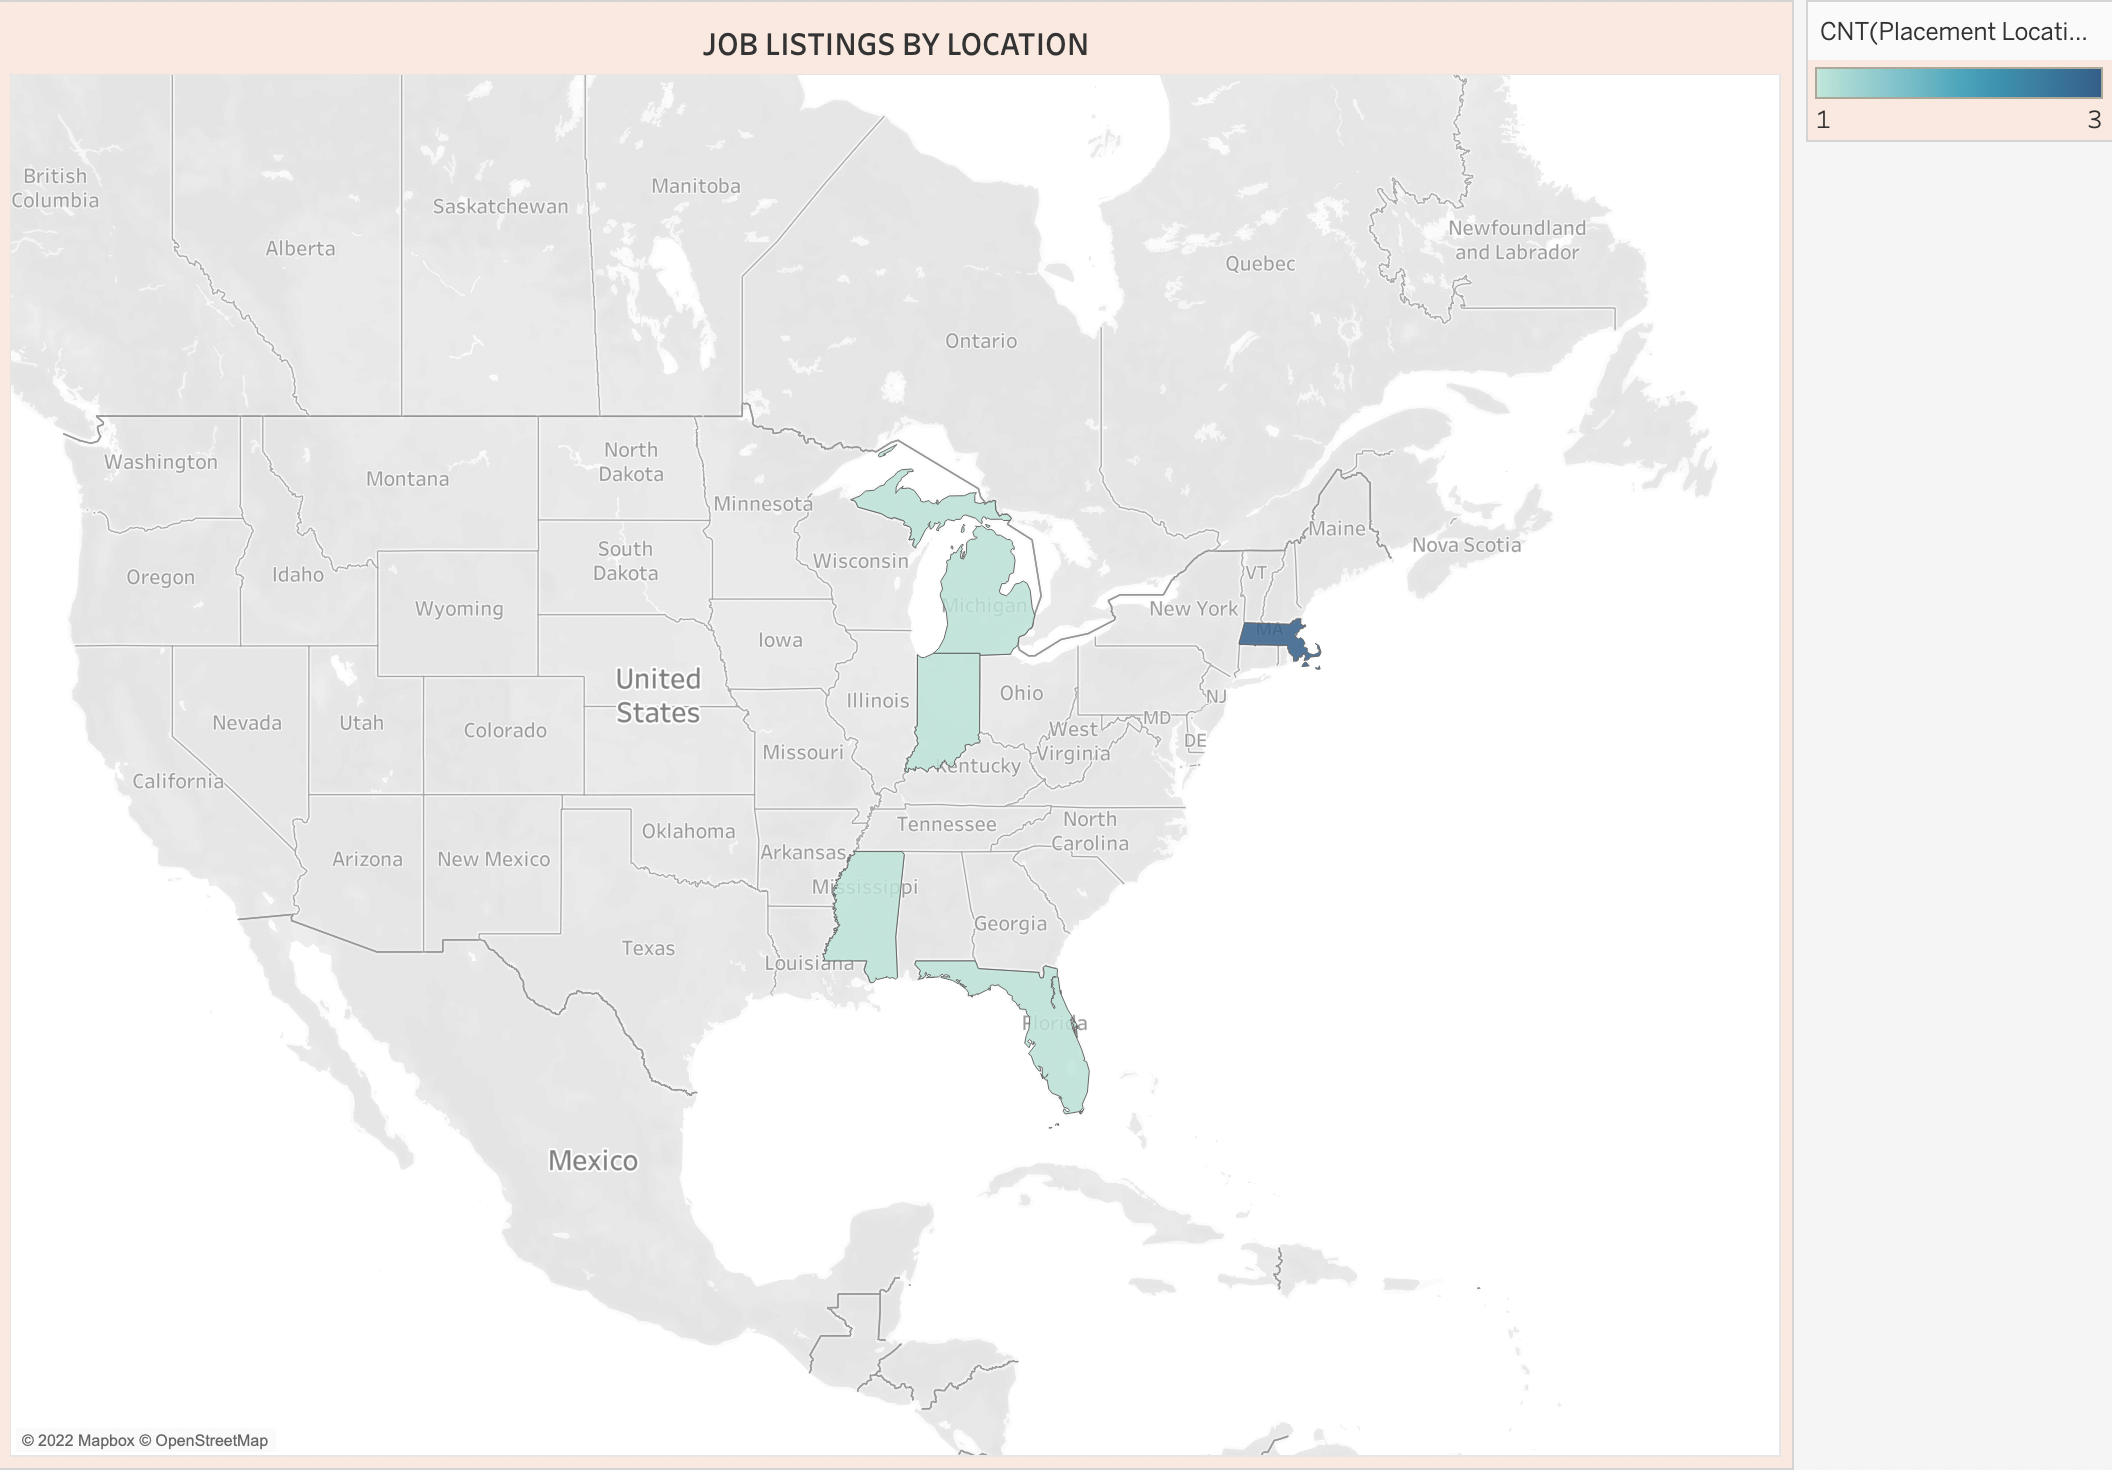 JOB LISTINGS BY LOCATION
CNT(Placement Locati...
1
3
British
Columbia
Alberta
Saskatchewan
Manitoba
Ontario
Quebec
Newfoundland
and Labrador
Washington
Montana
North
Dakota
Minnesota
Maine
Nova Scotia
Oregon
Idaho
South
Dakota
Wisconsin
VT
Wyoming
Michigan
New York
MA
Iowa
United
States
Nevada
Utah
Colorado
Illinois
Ohio
NJ
MD
West
Virginia
DE
California
Missouri
Kentucky
Oklahoma
Tennessee
North
Carolina
Arizona
New Mexico
Arkansas
Mississippi
Georgia
Texas
Louisiana
Florida
Mexico
© 2022 Mapbox © OpenStreetMap